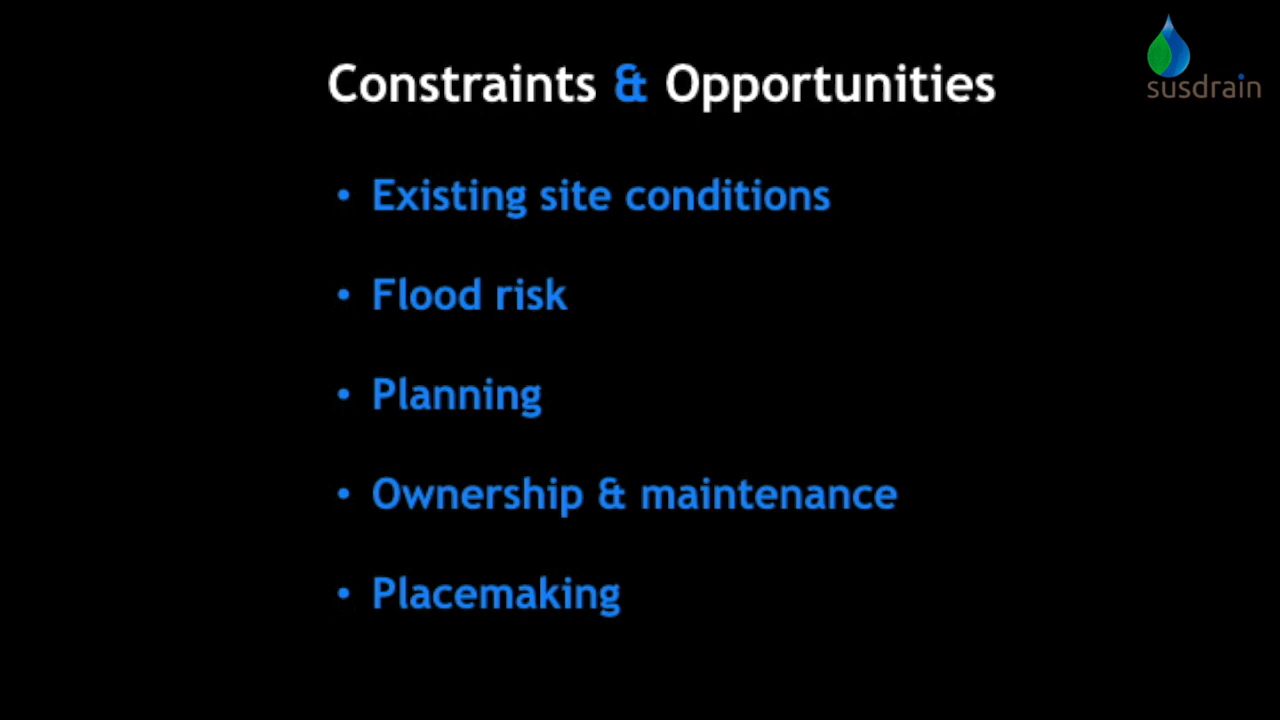 Constraints & Opportunities
susdrain
• Existing site conditions
• Flood risk
• Planning
• Ownership & maintenance
• Placemaking